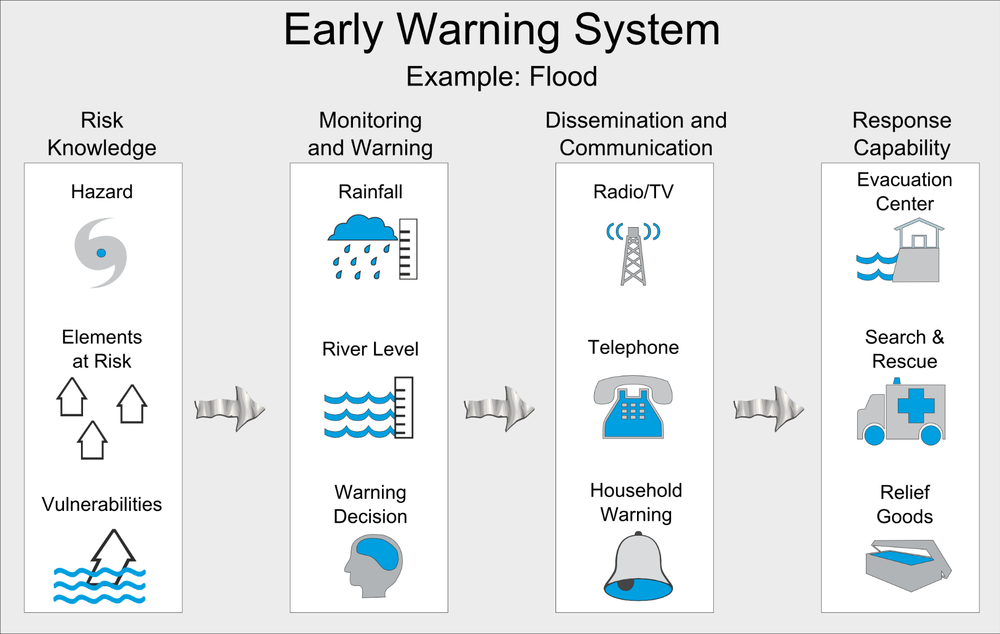 Early Warning System
Example: Flood
Risk
Knowledge
Hazard
Elements
at Risk
Vulnerabilities
Monitoring
and Warning
Rainfall
River Level
Warning
Decision
Dissemination and
Communication
Radio/TV
Telephone
Household
Warning
Response
Capability
Evacuation
Center
Search &
Rescue
Relief
Goods